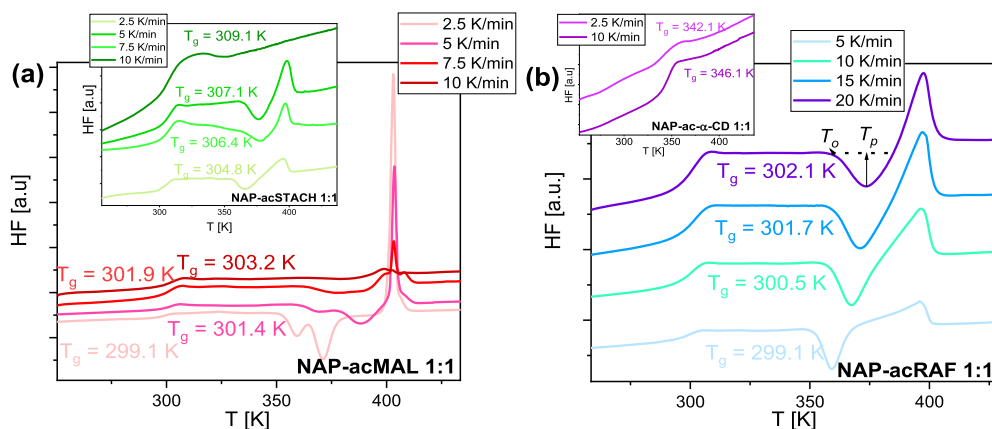 (a)
2.5 K/min
5 K/min
7.5 K/min
10 K/min
T_g = 309.1 K
T_g = 307.1 K
T_g = 306.4 K
T_g = 304.8 K
NAP-acSTACH 1:1
HF [a.u]
250 300 350 400
T [K]
2.5 K/min
5 K/min
7.5 K/min
10 K/min
HF [a.u]
T_g = 301.9 K
T_g = 303.2 K
T_g = 301.4 K
T_g = 299.1 K
NAP-acMAL 1:1
300 350 400
T [K]
(b)
2.5 K/min
10 K/min
T_g = 342.1 K
T_g = 346.1 K
NAP-ac-α-CD 1:1
HF [a.u]
300 350 400
T [K]
5 K/min
10 K/min
15 K/min
20 K/min
T_o
T_p
HF [a.u.]
T_g = 302.1 K
T_g = 301.7 K
T_g = 300.5 K
T_g = 299.1 K
NAP-acRAF 1:1
300 350 400
T [K]